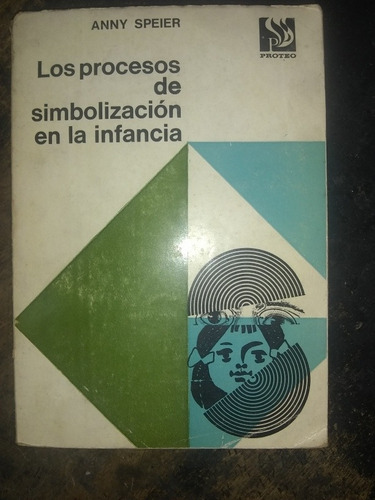 ANNY SPEIER
PROTEO
Los procesos
de
simbolización
en la infancia